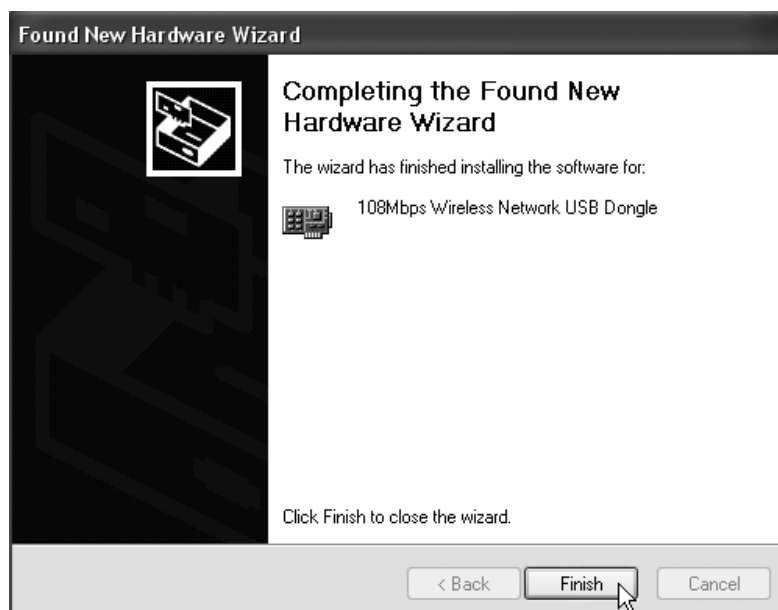 Found New Hardware Wizard
Completing the Found New
Hardware Wizard
The wizard has finished installing the software for:
108Mbps Wireless Network USB Dongle
Click Finish to close the wizard.
< Back
Finish
Cancel